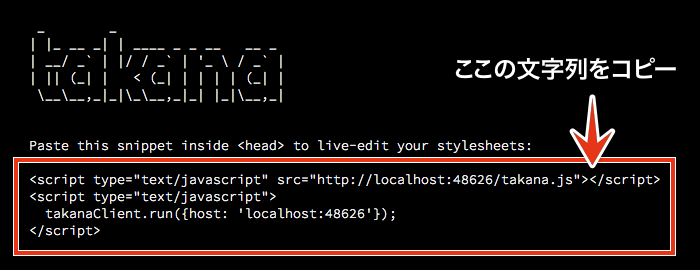 takana
ここの文字列をコピー
Paste this snippet inside <head> to live-edit your stylesheets:
<script type="text/javascript" src="http://localhost:48626/takana.js"></script>
<script type="text/javascript">
takanaClient.run({host: 'localhost:48626'});
</script>